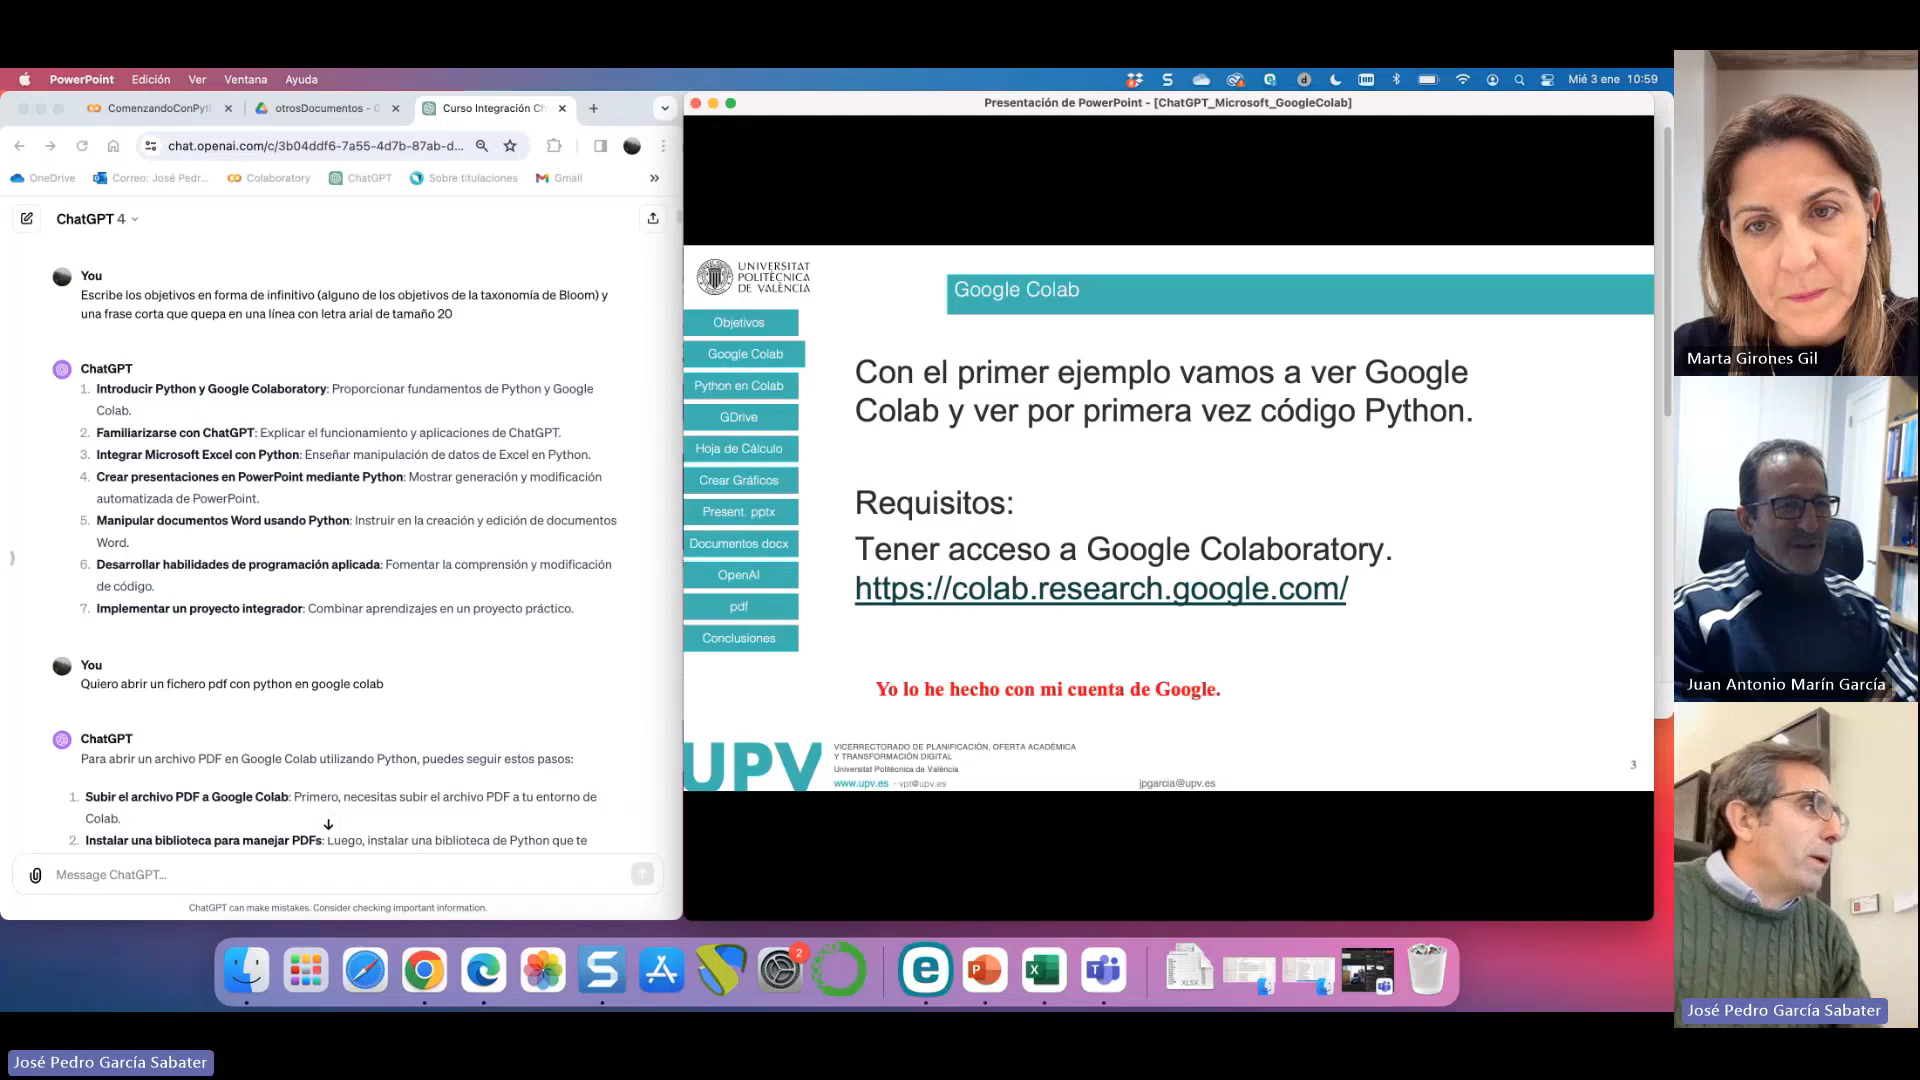 PowerPoint Edición Ver Ventana Ayuda
Mié 3 ene 10:59
ComenzandoConPyt
otrosDocumentos - G
Curso Integración Ch
chat.openai.com/c/3b04ddf6-7a55-4d7b-87ab-d...
OneDrive Correo: José Pedr... Colaboratory ChatGPT Sobre titulaciones Gmail
ChatGPT 4
You
Escribe los objetivos en forma de infinitivo (alguno de los objetivos de la taxonomía de Bloom) y
una frase corta que quepa en una línea con letra arial de tamaño 20
ChatGPT
1. Introducir Python y Google Colaboratory: Proporcionar fundamentos de Python y Google
Colab.
2. Familiarizarse con ChatGPT: Explicar el funcionamiento y aplicaciones de ChatGPT.
3. Integrar Microsoft Excel con Python: Enseñar manipulación de datos de Excel en Python.
4. Crear presentaciones en PowerPoint mediante Python: Mostrar generación y modificación
automatizada de PowerPoint.
5. Manipular documentos Word usando Python: Instruir en la creación y edición de documentos
Word.
6. Desarrollar habilidades de programación aplicada: Fomentar la comprensión y modificación
de código.
7. Implementar un proyecto integrador: Combinar aprendizajes en un proyecto práctico.
You
Quiero abrir un fichero pdf con python en google colab
ChatGPT
Para abrir un archivo PDF en Google Colab utilizando Python, puedes seguir estos pasos:
1. Subir el archivo PDF a Google Colab: Primero, necesitas subir el archivo PDF a tu entorno de
Colab.
2. Instalar una biblioteca para manejar PDFs: Luego, instalar una biblioteca de Python que te
Message ChatGPT...
ChatGPT can make mistakes. Consider checking important information.
Presentación de PowerPoint - [ChatGPT_Microsoft_GoogleColab]
UNIVERSITAT
POLITÈCNICA
DE VALÈNCIA
Google Colab
Objetivos
Google Colab
Python en Colab
GDrive
Hoja de Cálculo
Crear Gráficos
Present. pptx
Documentos docx
OpenAI
pdf
Conclusiones
Con el primer ejemplo vamos a ver Google
Colab y ver por primera vez código Python.
Requisitos:
Tener acceso a Google Colaboratory.
https://colab.research.google.com/
Yo lo he hecho con mi cuenta de Google.
UPV
VICERRECTORADO DE PLANIFICACIÓN, OFERTA ACADÈMICA
Y TRANSFORMACIÓN DIGITAL
Universitat Politècnica de València
www.upv.es - vpt@upv.es
jpgarcia@upv.es
3
Marta Girones Gil
Juan Antonio Marín García
José Pedro García Sabater
2
XLSX
José Pedro García Sabater